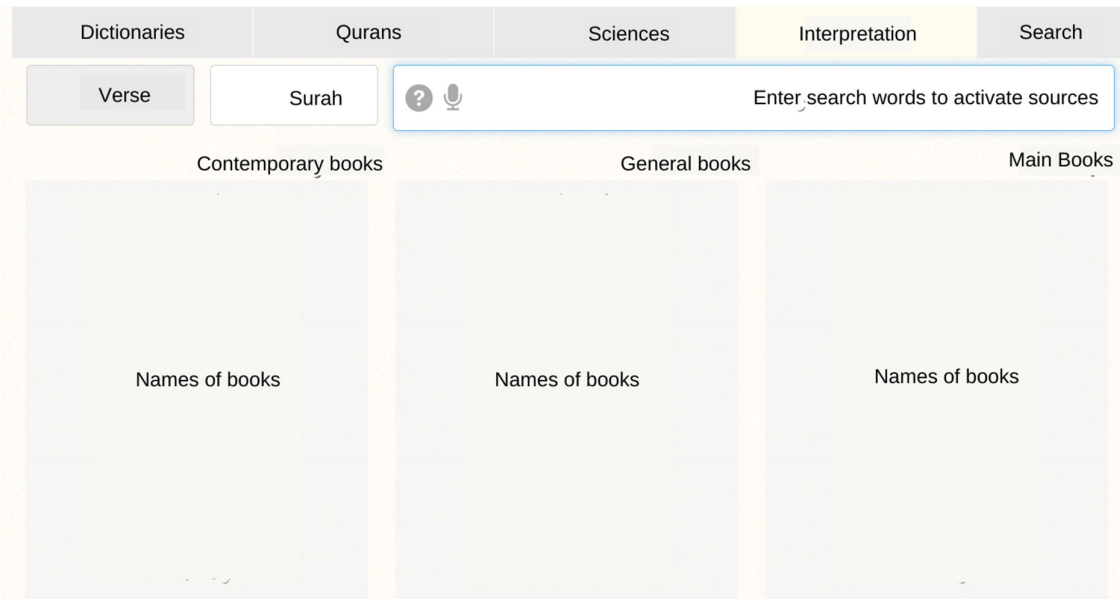 Dictionaries Qurans Sciences Interpretation Search
Verse Surah Enter search words to activate sources
Contemporary books General books Main Books
Names of books Names of books Names of books